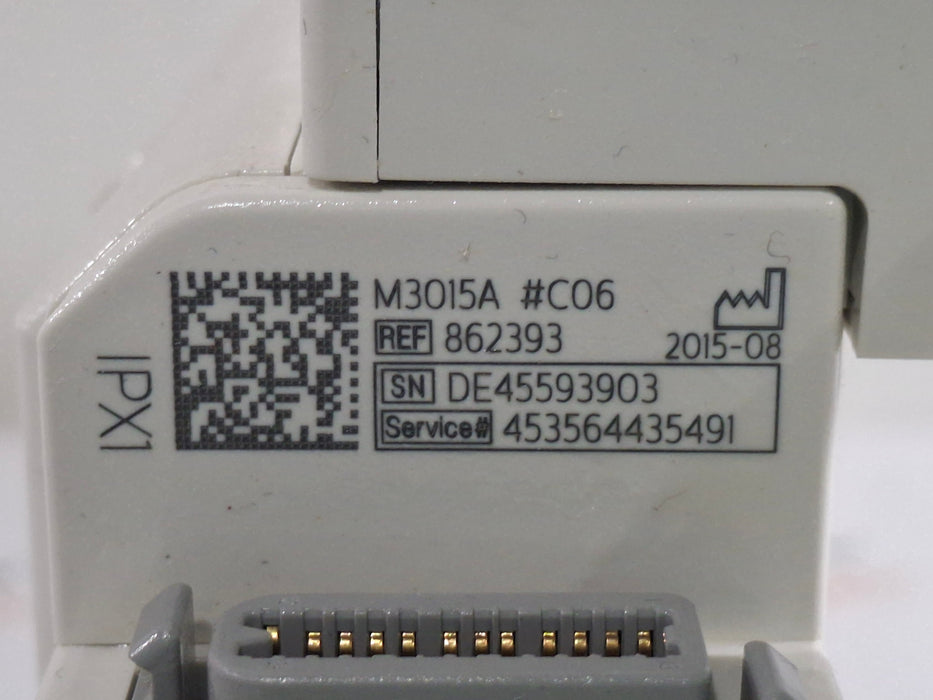 M3015A #C06
REF 862393
2015-08
SN DE45593903
Service# 453564435491
IPX1